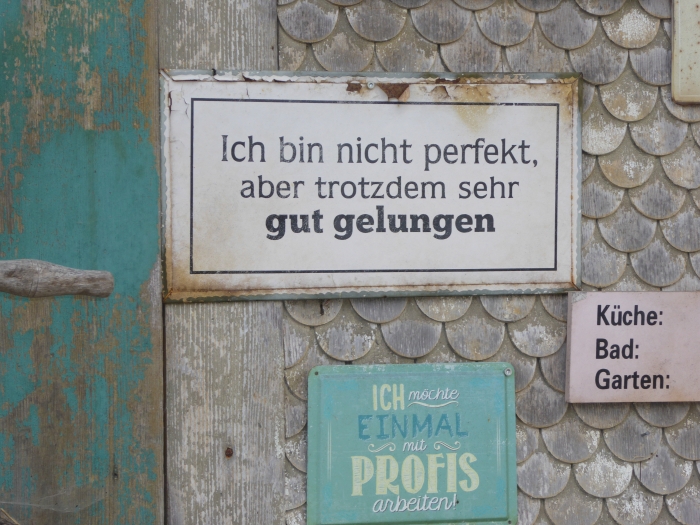 Ich bin nicht perfekt,
aber trotzdem sehr
gut gelungen
Küche:
Bad:
Garten:
ICH möchte
EINMAL
mit
PROFIS
arbeiten!